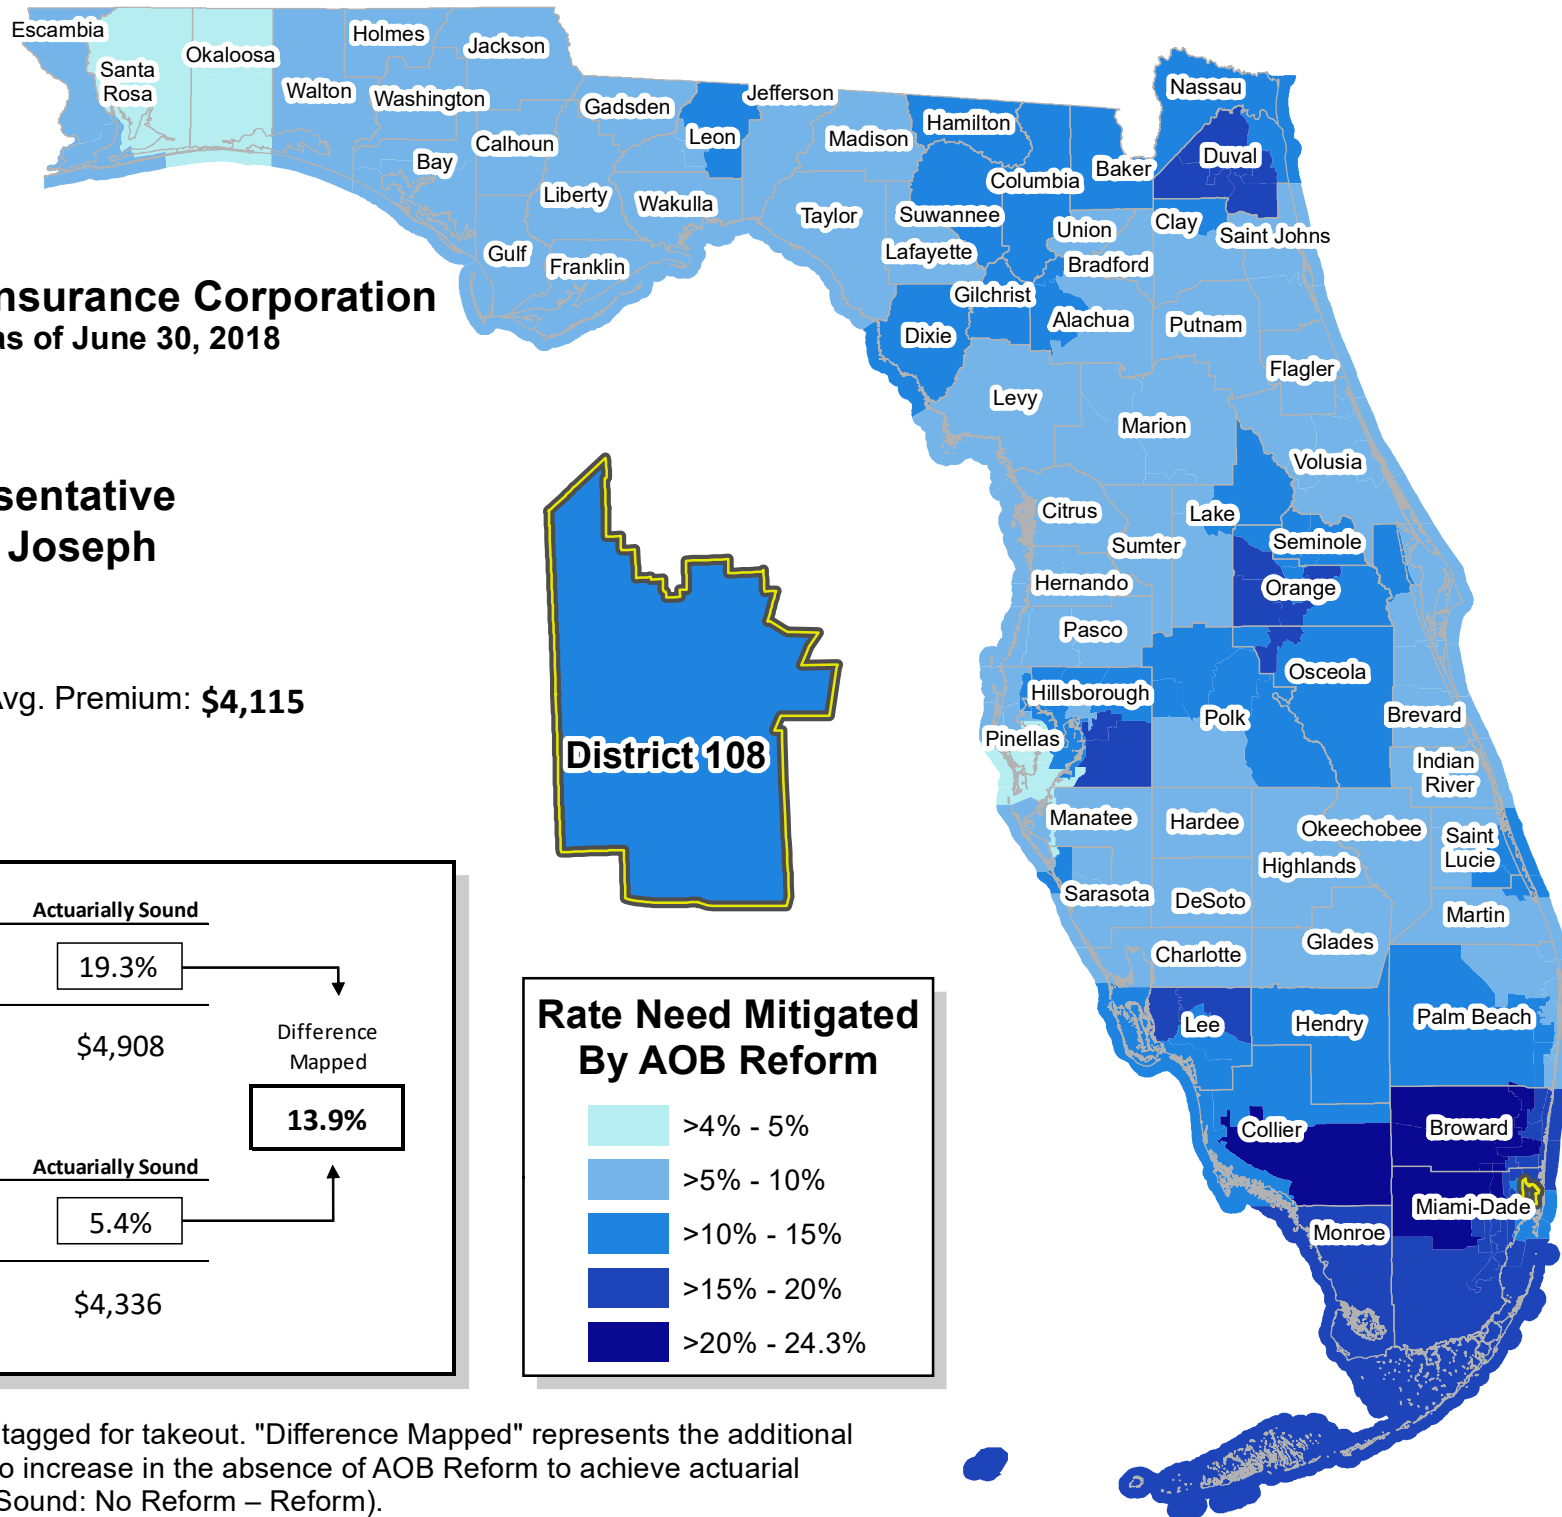 Escambia
Santa
Rosa
Okaloosa
Walton
Holmes
Washington
Jackson
Bay
Calhoun
Gulf
Liberty
Franklin
Gadsden
Leon
Wakulla
Jefferson
Madison
Taylor
Hamilton
Suwannee
Lafayette
Columbia
Baker
Nassau
Duval
Union
Clay
Saint Johns
Bradford
Gilchrist
Dixie
Alachua
Putnam
Flagler
Levy
Marion
Volusia
Citrus
Lake
Sumter
Seminole
Hernando
Orange
Pasco
Osceola
Hillsborough
Polk
Brevard
Pinellas
Indian
River
Manatee
Hardee
Okeechobee
Saint
Lucie
Highlands
Sarasota
DeSoto
Martin
Glades
Charlotte
Lee
Hendry
Palm Beach
Collier
Broward
Miami-Dade
Monroe
nsurance Corporation
as of June 30, 2018
sentative
Joseph
Avg. Premium: $4,115
District 108
Actuarially Sound
19.3%
$4,908
Difference
Mapped
13.9%
Actuarially Sound
5.4%
$4,336
Rate Need Mitigated
By AOB Reform
>4% - 5%
>5% - 10%
>10% - 15%
>15% - 20%
>20% - 24.3%
tagged for takeout. "Difference Mapped" represents the additional
o increase in the absence of AOB Reform to achieve actuarial
Sound: No Reform – Reform).